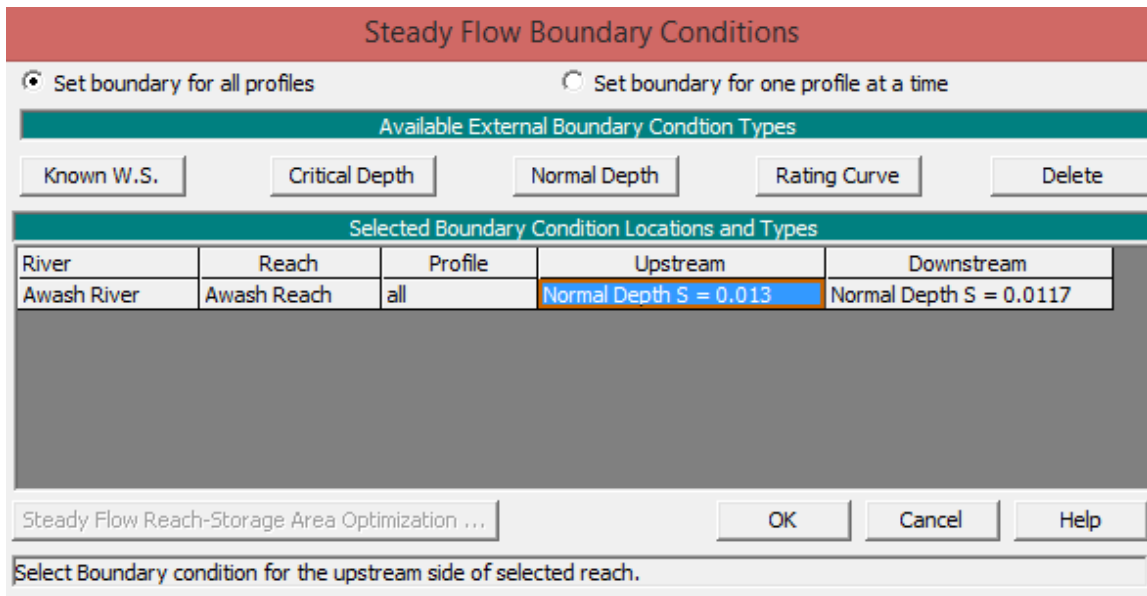 Steady Flow Boundary Conditions
Set boundary for all profiles Set boundary for one profile at a time
Available External Boundary Condtion Types
Known W.S. Critical Depth Normal Depth Rating Curve Delete
Selected Boundary Condition Locations and Types
River Reach Profile Upstream Downstream
Awash River Awash Reach all Normal Depth S = 0.013 Normal Depth S = 0.0117
Steady Flow Reach-Storage Area Optimization ... OK Cancel Help
Select Boundary condition for the upstream side of selected reach.